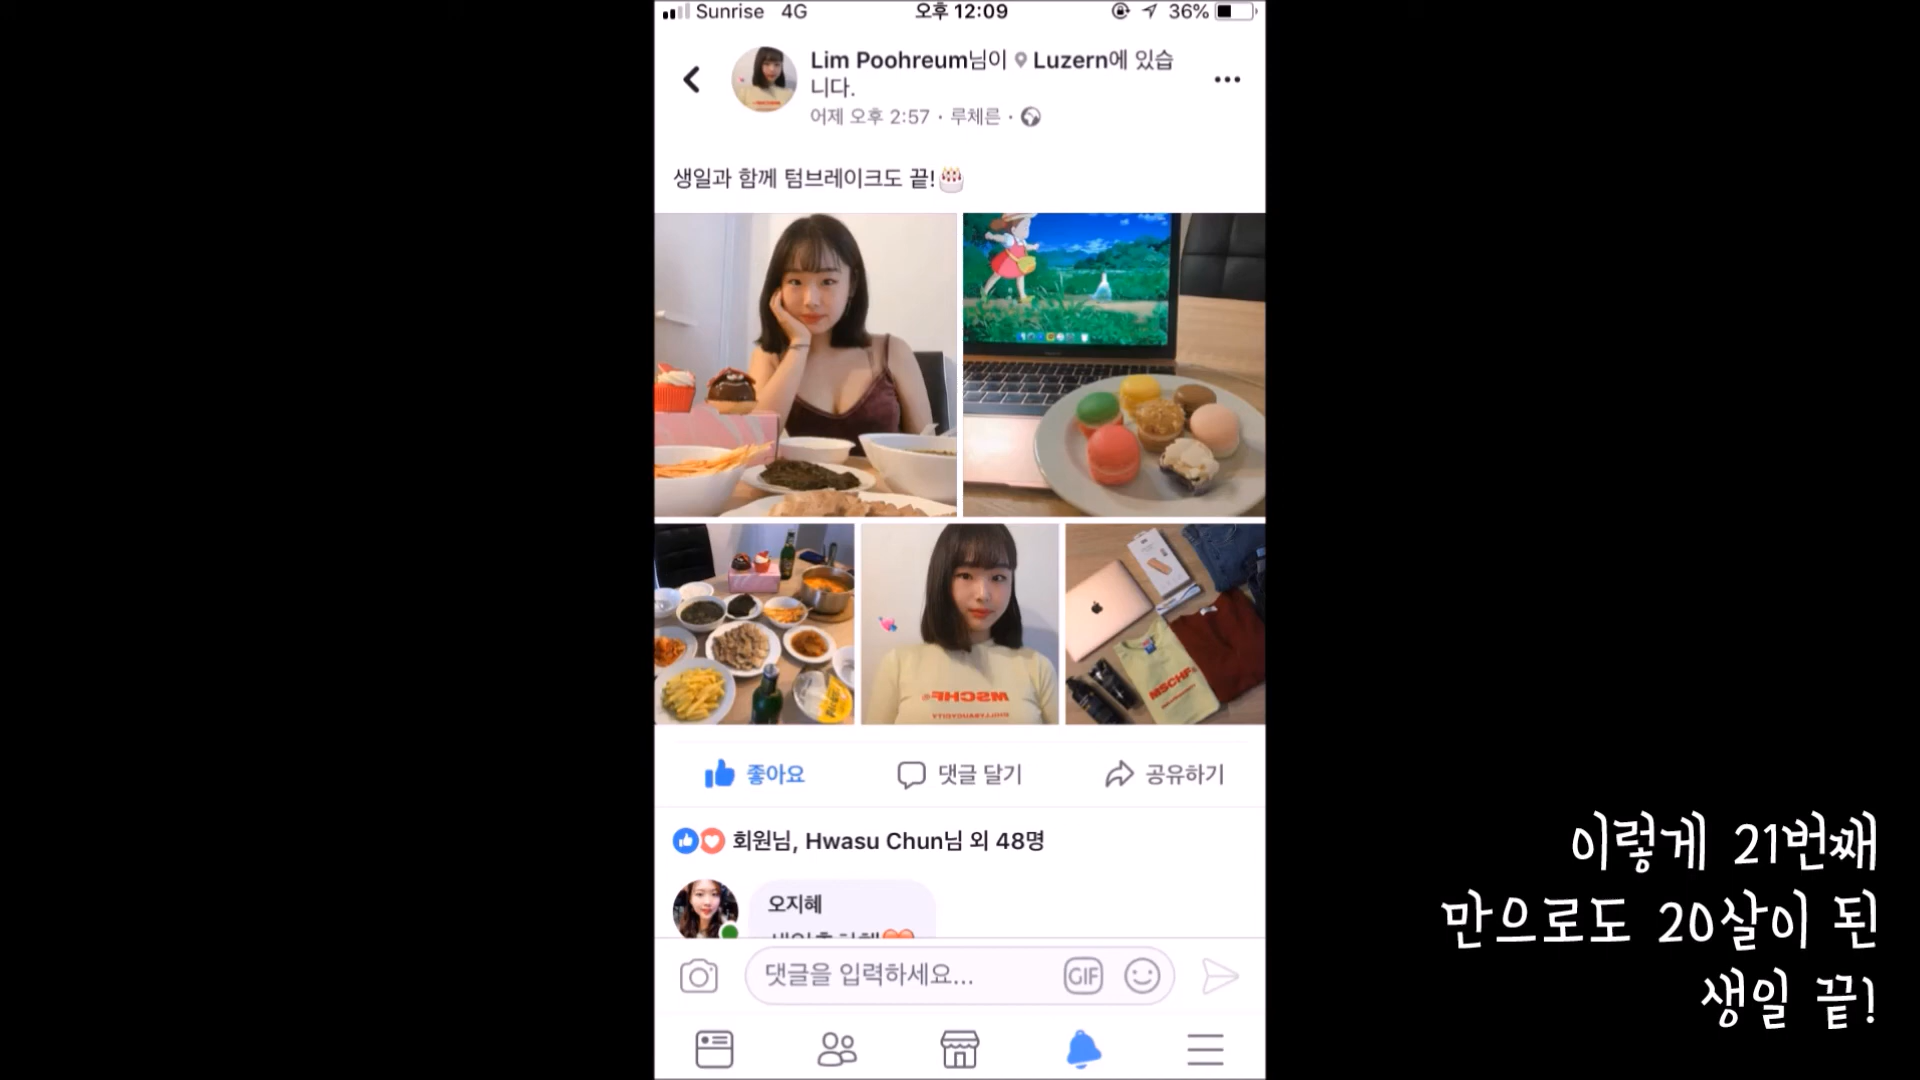 Sunrise 4G 오후 12:09 36%
Lim Poohreum님이 Luzern에 있습
니다.
어제 오후 2:57 · 루체른 ·
생일과 함께 텀브레이크도 끝!🎂
MSCHF
MSCHF
좋아요 댓글 달기 공유하기
회원님, Hwasu Chun님 외 48명
오지혜
댓글을 입력하세요...
GIF
이렇게 21번째
만으로도 20살이 된
생일 끝!